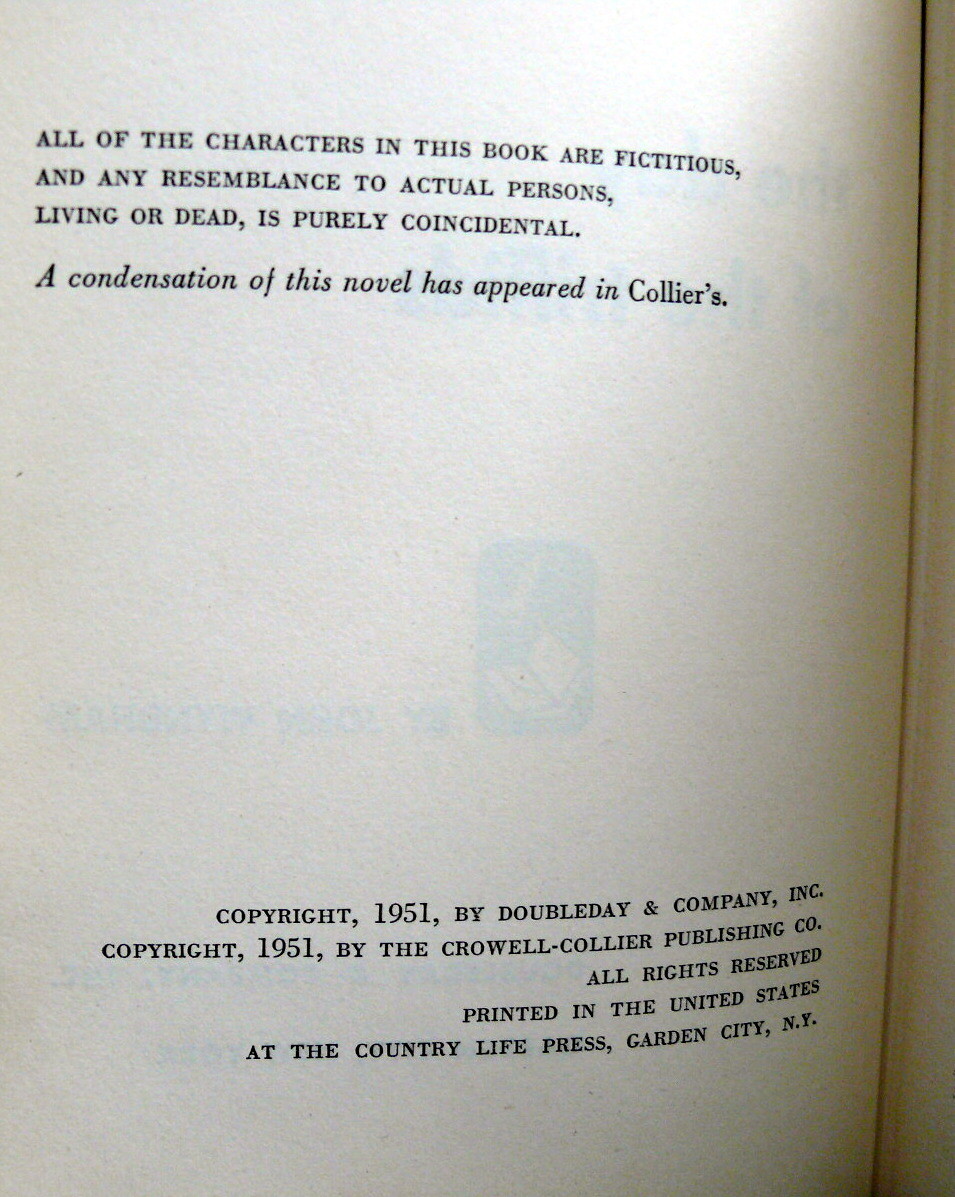 ALL OF THE CHARACTERS IN THIS BOOK ARE FICTITIOUS,
AND ANY RESEMBLANCE TO ACTUAL PERSONS,
LIVING OR DEAD, IS PURELY COINCIDENTAL.
A condensation of this novel has appeared in Collier's.
COPYRIGHT, 1951, BY DOUBLEDAY & COMPANY, INC.
COPYRIGHT, 1951, BY THE CROWELL-COLLIER PUBLISHING CO.
ALL RIGHTS RESERVED
PRINTED IN THE UNITED STATES
AT THE COUNTRY LIFE PRESS, GARDEN CITY, N.Y.